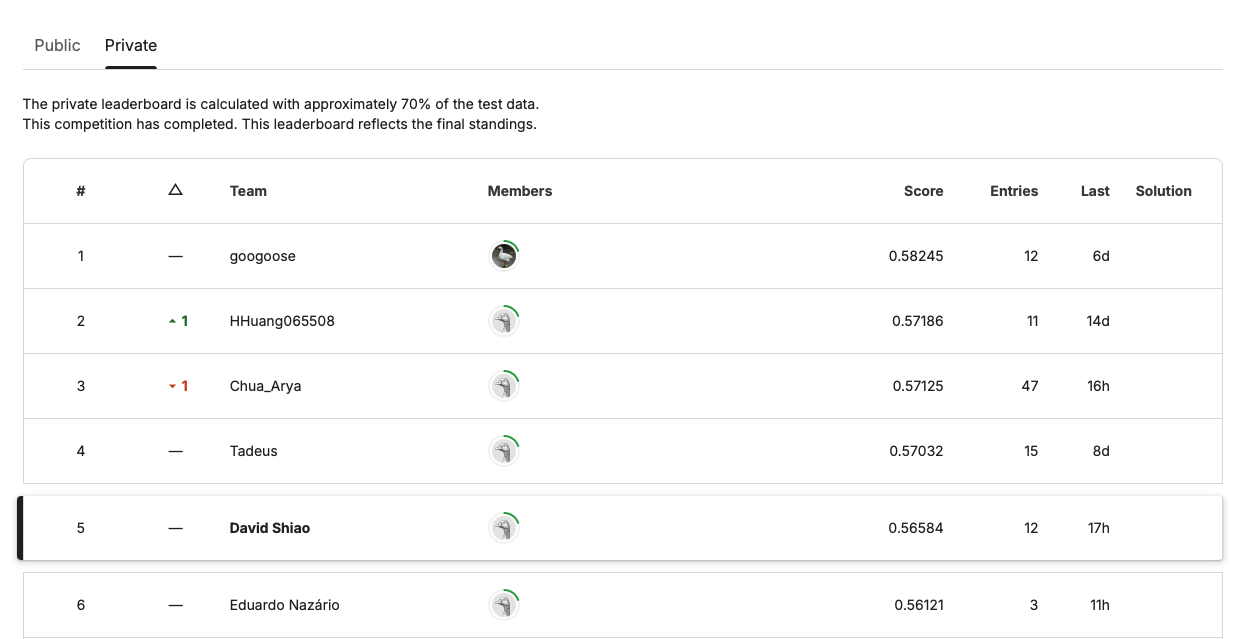 Public Private
The private leaderboard is calculated with approximately 70% of the test data.
This competition has completed. This leaderboard reflects the final standings.
# △ Team Members Score Entries Last Solution
1 — googoose 0.58245 12 6d
2 ▲ 1 HHuang065508 0.57186 11 14d
3 ▼ 1 Chua_Arya 0.57125 47 16h
4 — Tadeus 0.57032 15 8d
5 — David Shiao 0.56584 12 17h
6 — Eduardo Nazário 0.56121 3 11h